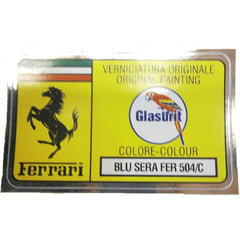 VERNICIATURA ORIGINALE
ORIGINAL PAINTING
Glasurit
COLORE-COLOUR
Ferrari
BLU SERA FER 504/C